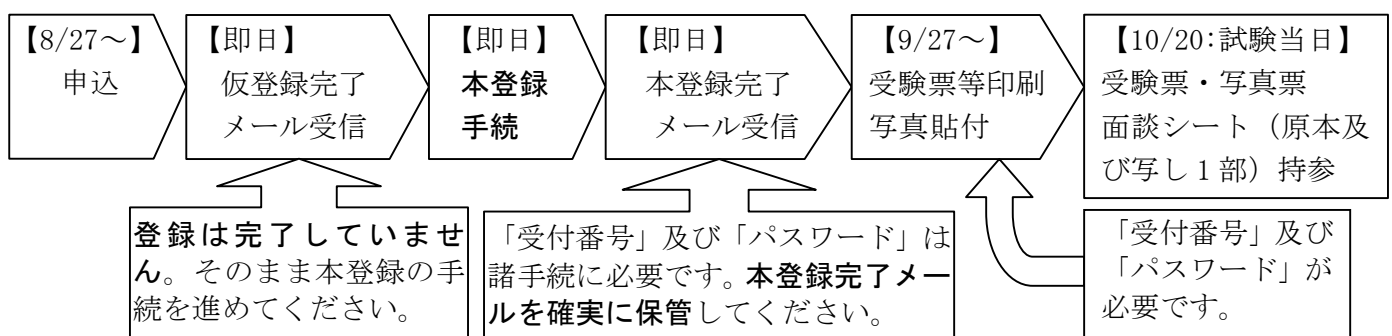 【8/27～】
申込
【即日】
仮登録完了
メール受信
【即日】
本登録
手続
【即日】
本登録完了
メール受信
【9/27～】
受験票等印刷
写真貼付
【10/20:試験当日】
受験票・写真票
面談シート（原本及
び写し１部）持参
登録は完了していませ
ん。そのまま本登録の手
続を進めてください。
「受付番号」及び「パスワード」は
諸手続に必要です。本登録完了メー
ルを確実に保管してください。
「受付番号」及び
「パスワード」が
必要です。